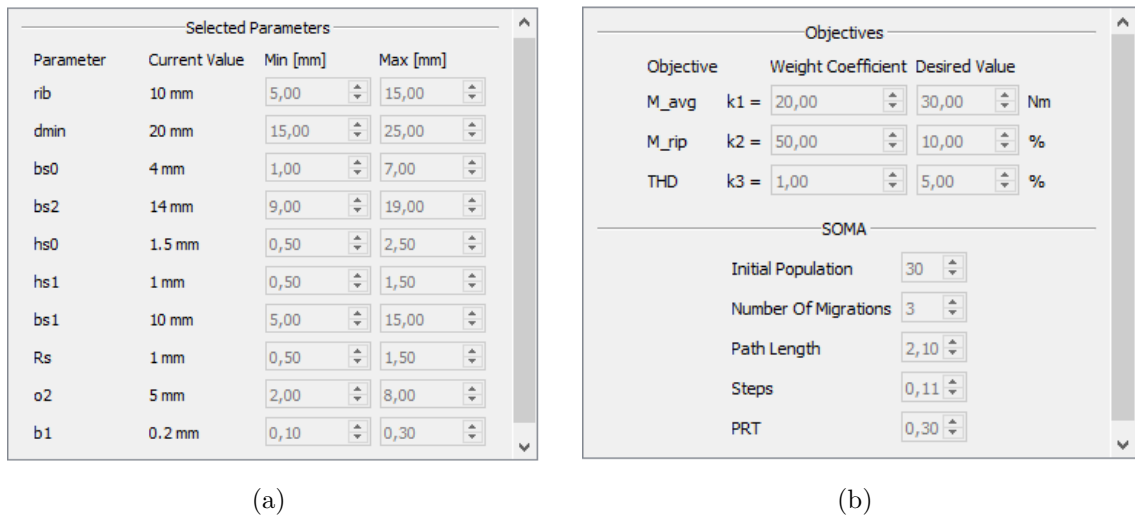 Selected Parameters
Parameter Current Value Min [mm] Max [mm]
rib 10 mm 5,00 15,00
dmin 20 mm 15,00 25,00
bs0 4 mm 1,00 7,00
bs2 14 mm 9,00 19,00
hs0 1.5 mm 0,50 2,50
hs1 1 mm 0,50 1,50
bs1 10 mm 5,00 15,00
Rs 1 mm 0,50 1,50
o2 5 mm 2,00 8,00
b1 0.2 mm 0,10 0,30
(a)
Objectives
Objective Weight Coefficient Desired Value
M_avg k1 = 20,00 30,00 Nm
M_rip k2 = 50,00 10,00 %
THD k3 = 1,00 5,00 %
SOMA
Initial Population 30
Number Of Migrations 3
Path Length 2,10
Steps 0,11
PRT 0,30
(b)